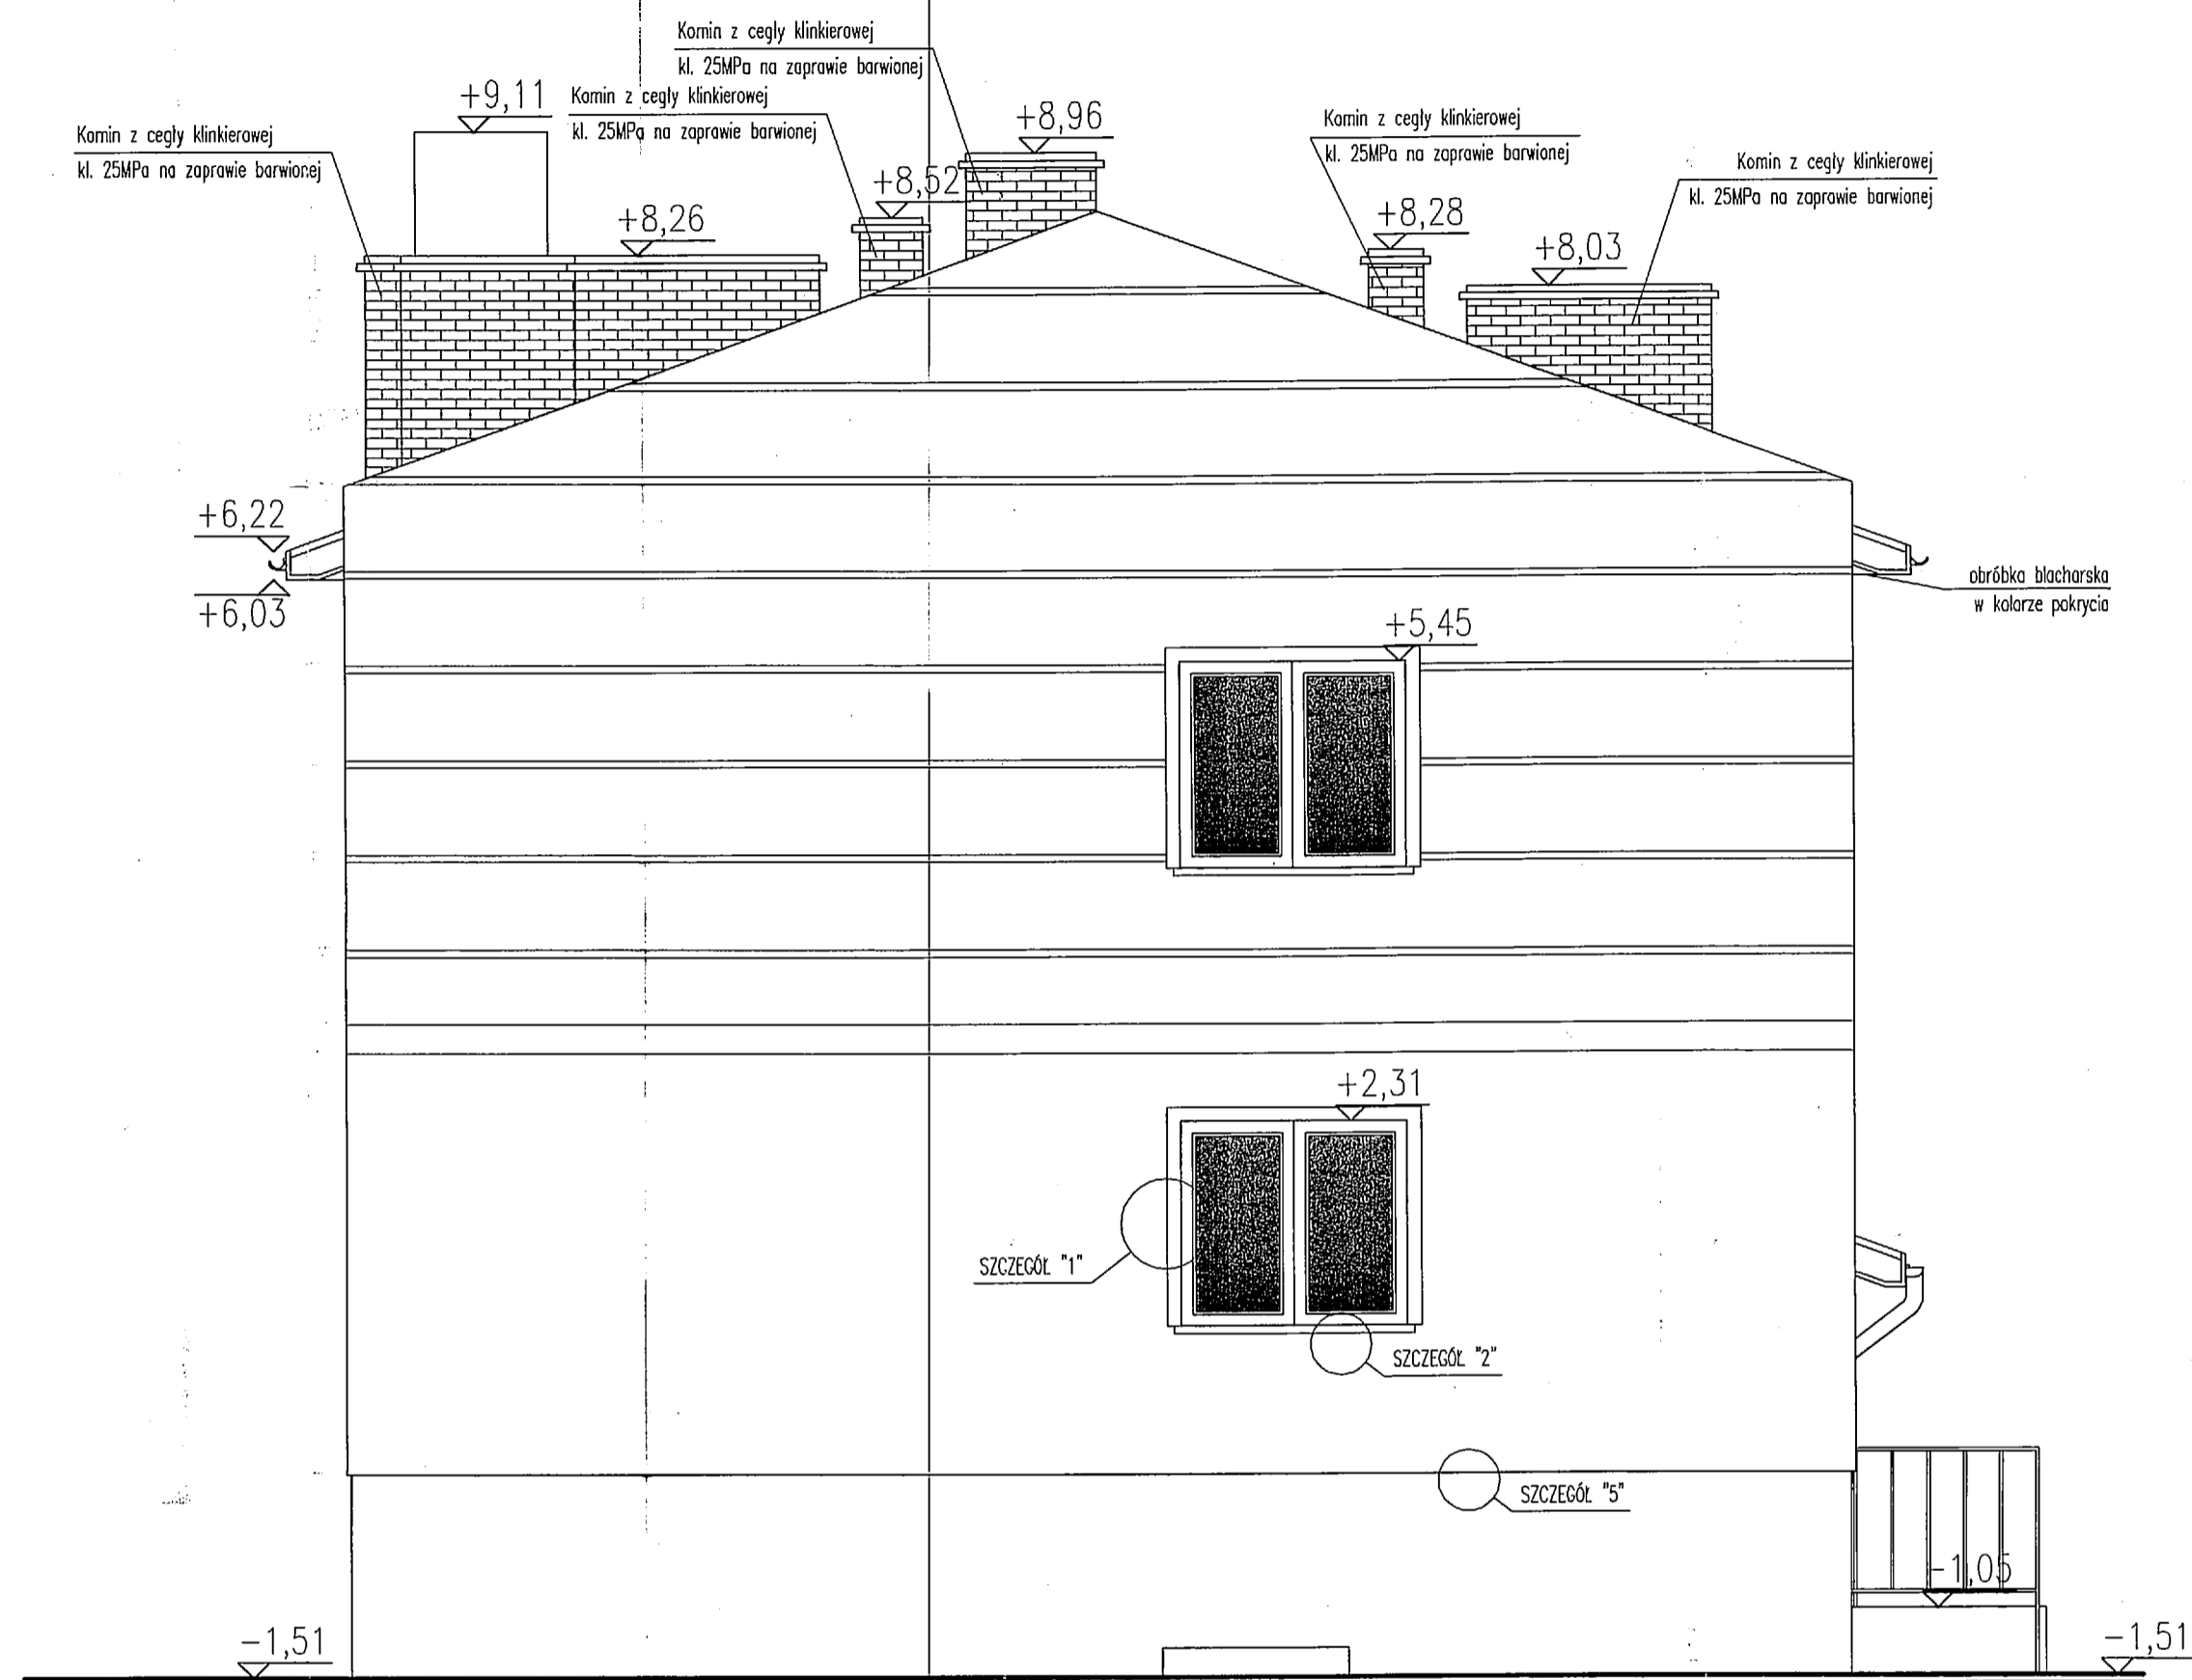 Komin z cegły klinkierowej
kl. 25MPa na zaprawie barwionej
+9,11
Komin z cegły klinkierowej
kl. 25MPa na zaprawie barwionej
Komin z cegły klinkierowej
kl. 25MPa na zaprawie barwionej
+8,96
Komin z cegły klinkierowej
kl. 25MPa na zaprawie barwionej
Komin z cegły klinkierowej
kl. 25MPa na zaprawie barwionej
+8,26
+8,52
+8,28
+8,03
+6,22
+6,03
obróbka blacharska
w kolorze pokrycia
+5,45
+2,31
SZCZEGÓŁ "1"
SZCZEGÓŁ "2"
SZCZEGÓŁ "5"
-1,05
-1,51
-1,51